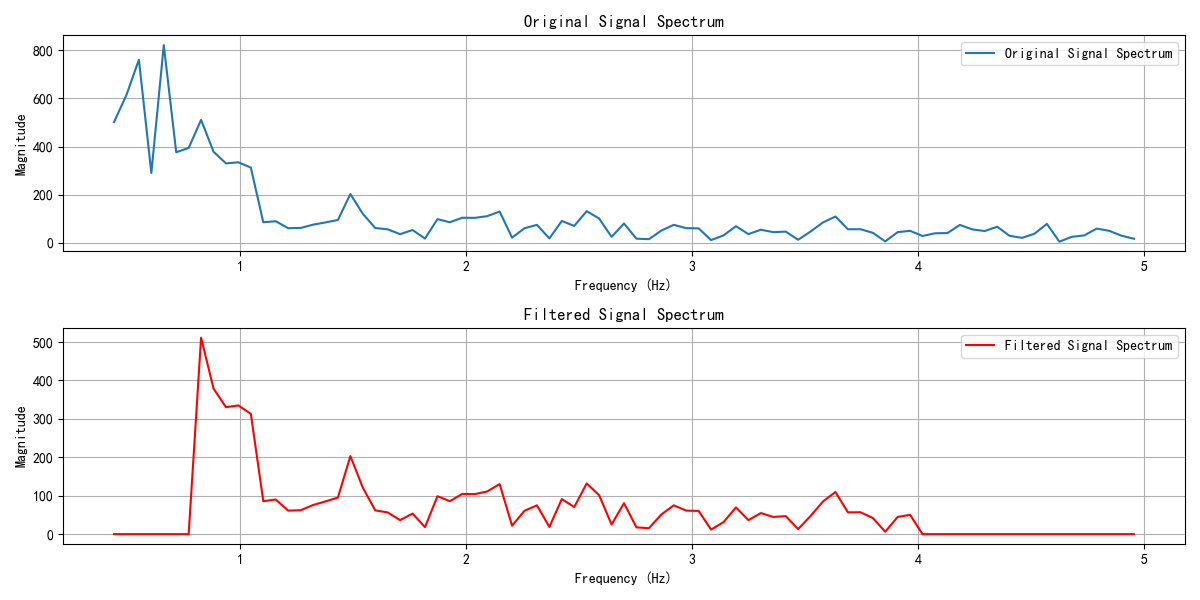 Original Signal Spectrum
Original Signal Spectrum
Magnitude
800
600
400
200
0
1 2 3 4 5
Frequency (Hz)
Filtered Signal Spectrum
Filtered Signal Spectrum
Magnitude
500
400
300
200
100
0
1 2 3 4 5
Frequency (Hz)